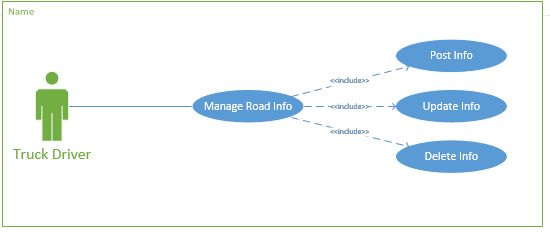 Name
Post Info
<<include>>
Manage Road Info
<<include>>
Update Info
<<include>>
Truck Driver
Delete Info